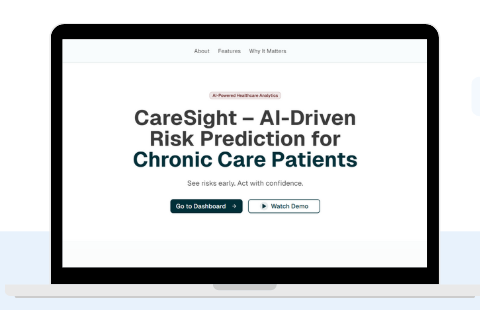 About Features Why It Matters
AI-Powered Healthcare Analytics
CareSight – AI-Driven
Risk Prediction for
Chronic Care Patients
See risks early. Act with confidence.
Go to Dashboard → Watch Demo